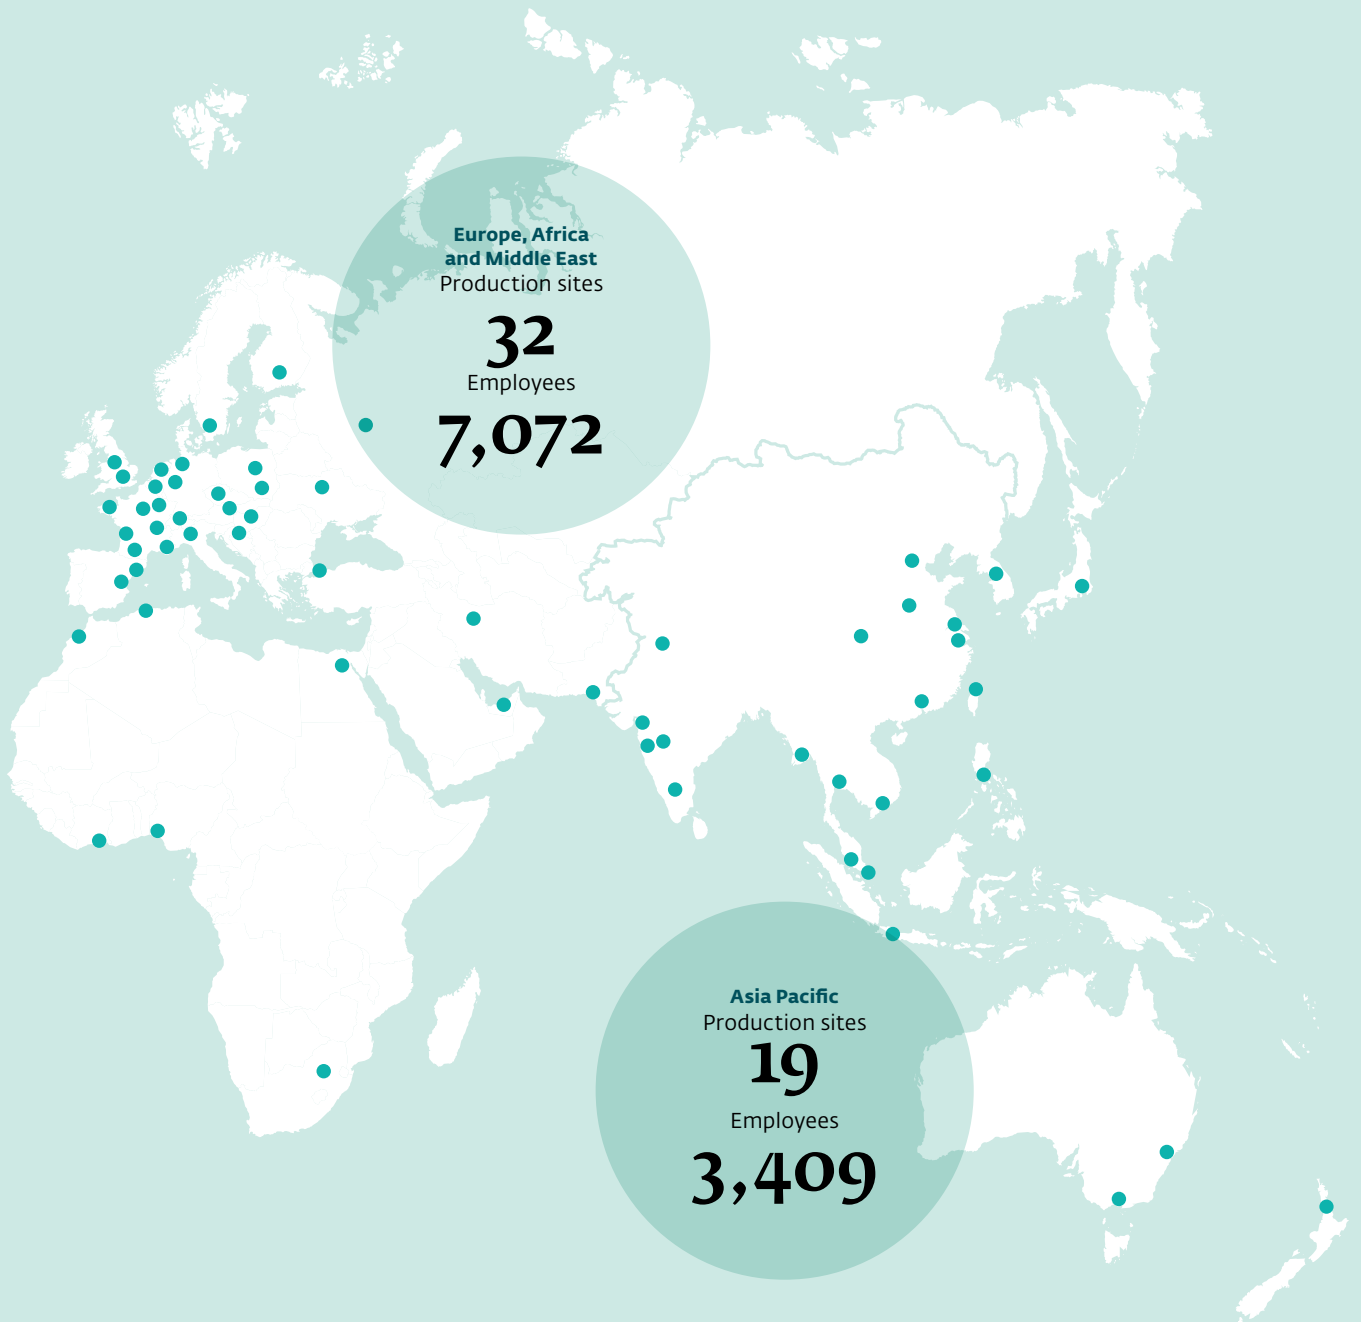 Europe, Africa
and Middle East
Production sites
32
Employees
7,072
Asia Pacific
Production sites
19
Employees
3,409